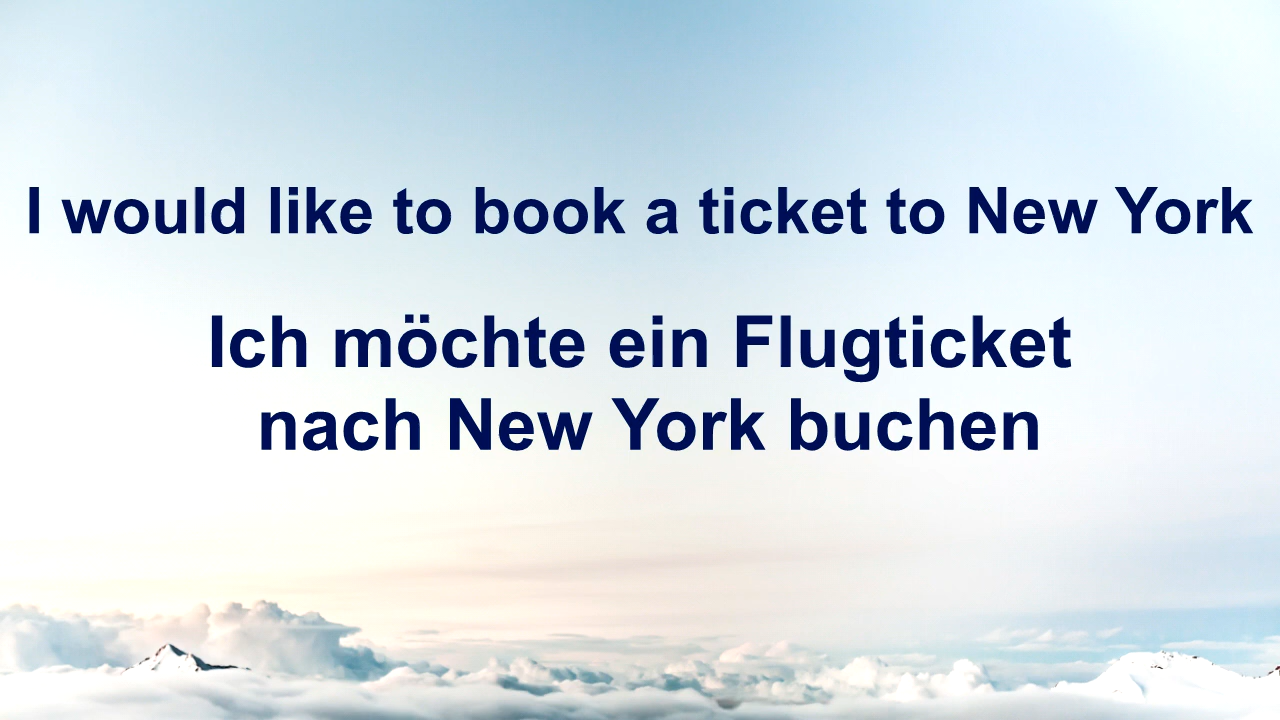 I would like to book a ticket to New York
Ich möchte ein Flugticket
nach New York buchen